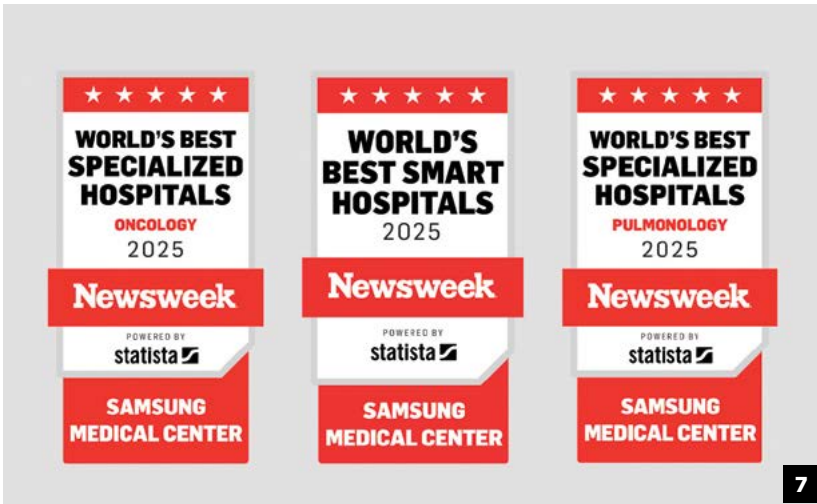 WORLD'S BEST
SPECIALIZED
HOSPITALS
ONCOLOGY
2025
Newsweek
POWERED BY
statista
SAMSUNG
MEDICAL CENTER
WORLD'S
BEST SMART
HOSPITALS
2025
Newsweek
POWERED BY
statista
SAMSUNG
MEDICAL CENTER
WORLD'S BEST
SPECIALIZED
HOSPITALS
PULMONOLOGY
2025
Newsweek
POWERED BY
statista
SAMSUNG
MEDICAL CENTER
7